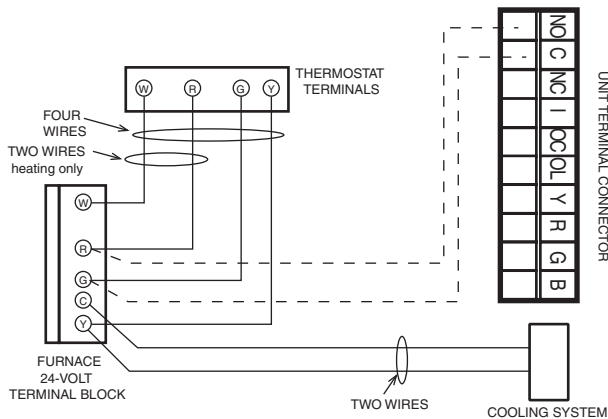 THERMOSTAT
TERMINALS
W R G Y
FOUR
WIRES
TWO WIRES
heating only
W
R
G
C
Y
FURNACE
24-VOLT
TERMINAL BLOCK
TWO WIRES
COOLING SYSTEM
NO
C
NC
I
OC
OL
Y
R
G
B
UNIT TERMINAL CONNECTOR